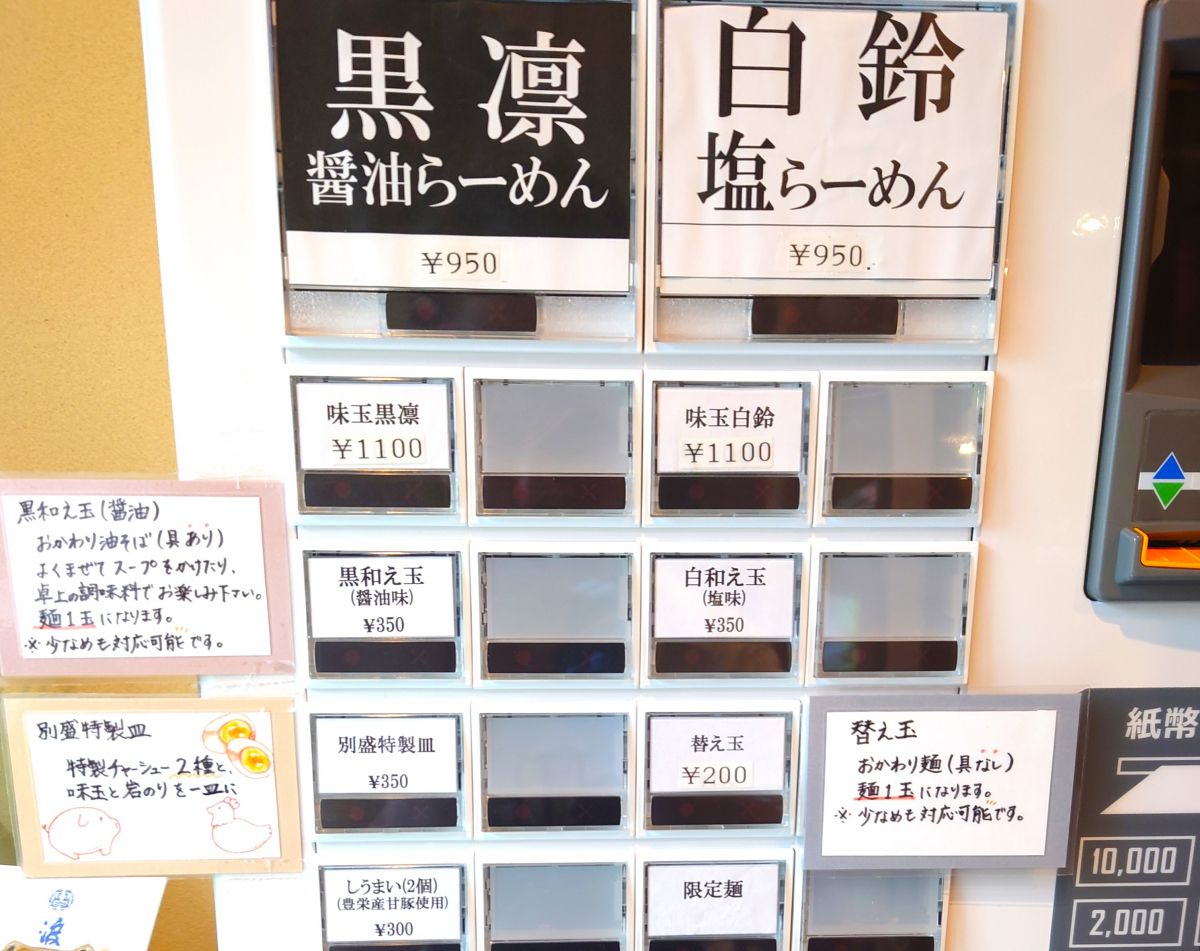 黒凛
醤油らーめん
¥950
白鈴
塩らーめん
¥950
味玉黒凛
¥1100
味玉白鈴
¥1100
黒和え玉(醤油)
おかわり油そば(具あり)
よくまぜてスープをかけたり、
卓上の調味料でお楽しみ下さい。
麺1玉になります。
※少なめも対応可能です。
黒和え玉
(醤油味)
¥350
白和え玉
(塩味)
¥350
別盛特製皿
特製チャーシュー2種と、
味玉と岩のりを一皿に
別盛特製皿
¥350
替え玉
¥200
替え玉
おかわり麺(具なし)
麺1玉になります。
※少なめも対応可能です。
しうまい(2個)
(豊栄産甘豚使用)
¥300
限定麺
紙幣
10,000
2,000
渡